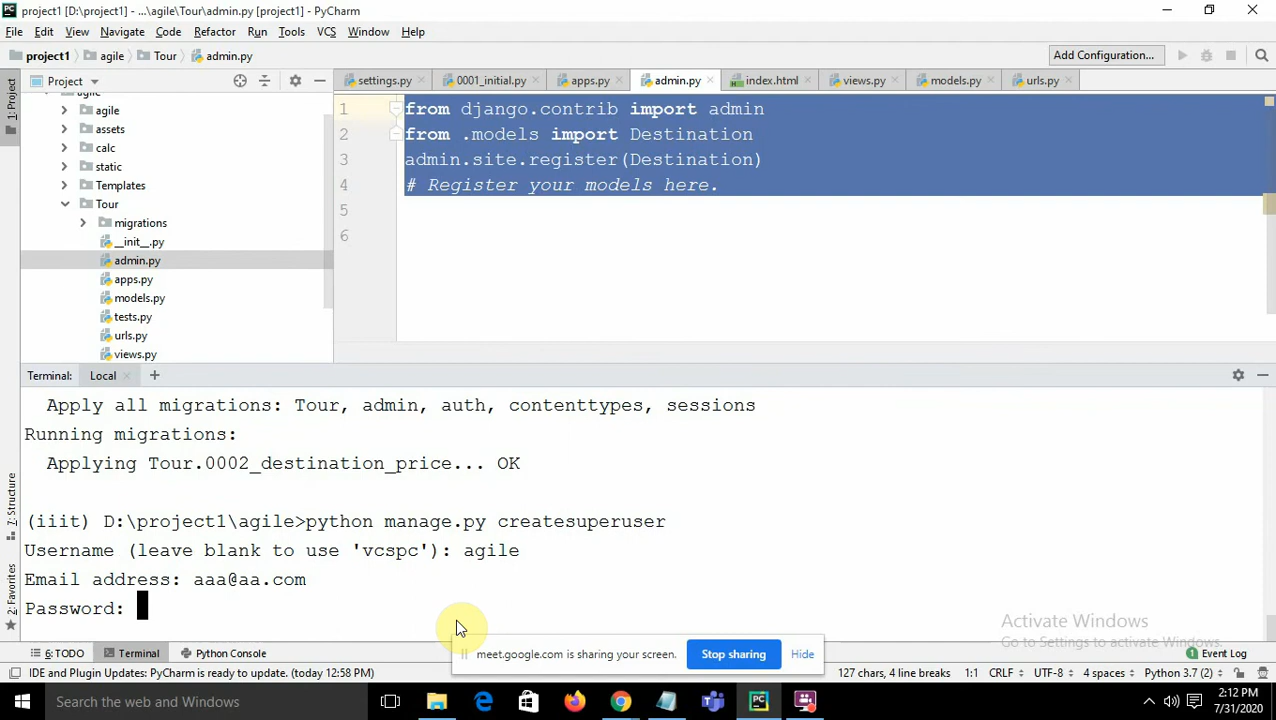 project1 [D:\project1] - ...\agile\Tour\admin.py [project1] - PyCharm
File Edit View Navigate Code Refactor Run Tools VCS Window Help
project1 agile Tour admin.py Add Configuration...
Project settings.py 0001_initial.py apps.py admin.py index.html views.py models.py urls.py
1: Project
agile
agile
assets
calc
static
Templates
Tour
migrations
__init__.py
admin.py
apps.py
models.py
tests.py
urls.py
views.py
1 from django.contrib import admin
2 from .models import Destination
3 admin.site.register(Destination)
4 # Register your models here.
5
6
Terminal: Local
Apply all migrations: Tour, admin, auth, contenttypes, sessions
Running migrations:
Applying Tour.0002_destination_price... OK
(iiit) D:\project1\agile>python manage.py createsuperuser
Username (leave blank to use 'vcspc'): agile
Email address: aaa@aa.com
Password:
7: Structure
2: Favorites
Activate Windows
Go to Settings to activate Windows.
meet.google.com is sharing your screen. Stop sharing Hide
6: TODO Terminal Python Console 1 Event Log
IDE and Plugin Updates: PyCharm is ready to update. (today 12:58 PM) 127 chars, 4 line breaks 1:1 CRLF UTF-8 4 spaces Python 3.7 (2)
Search the web and Windows
2:12 PM
7/31/2020